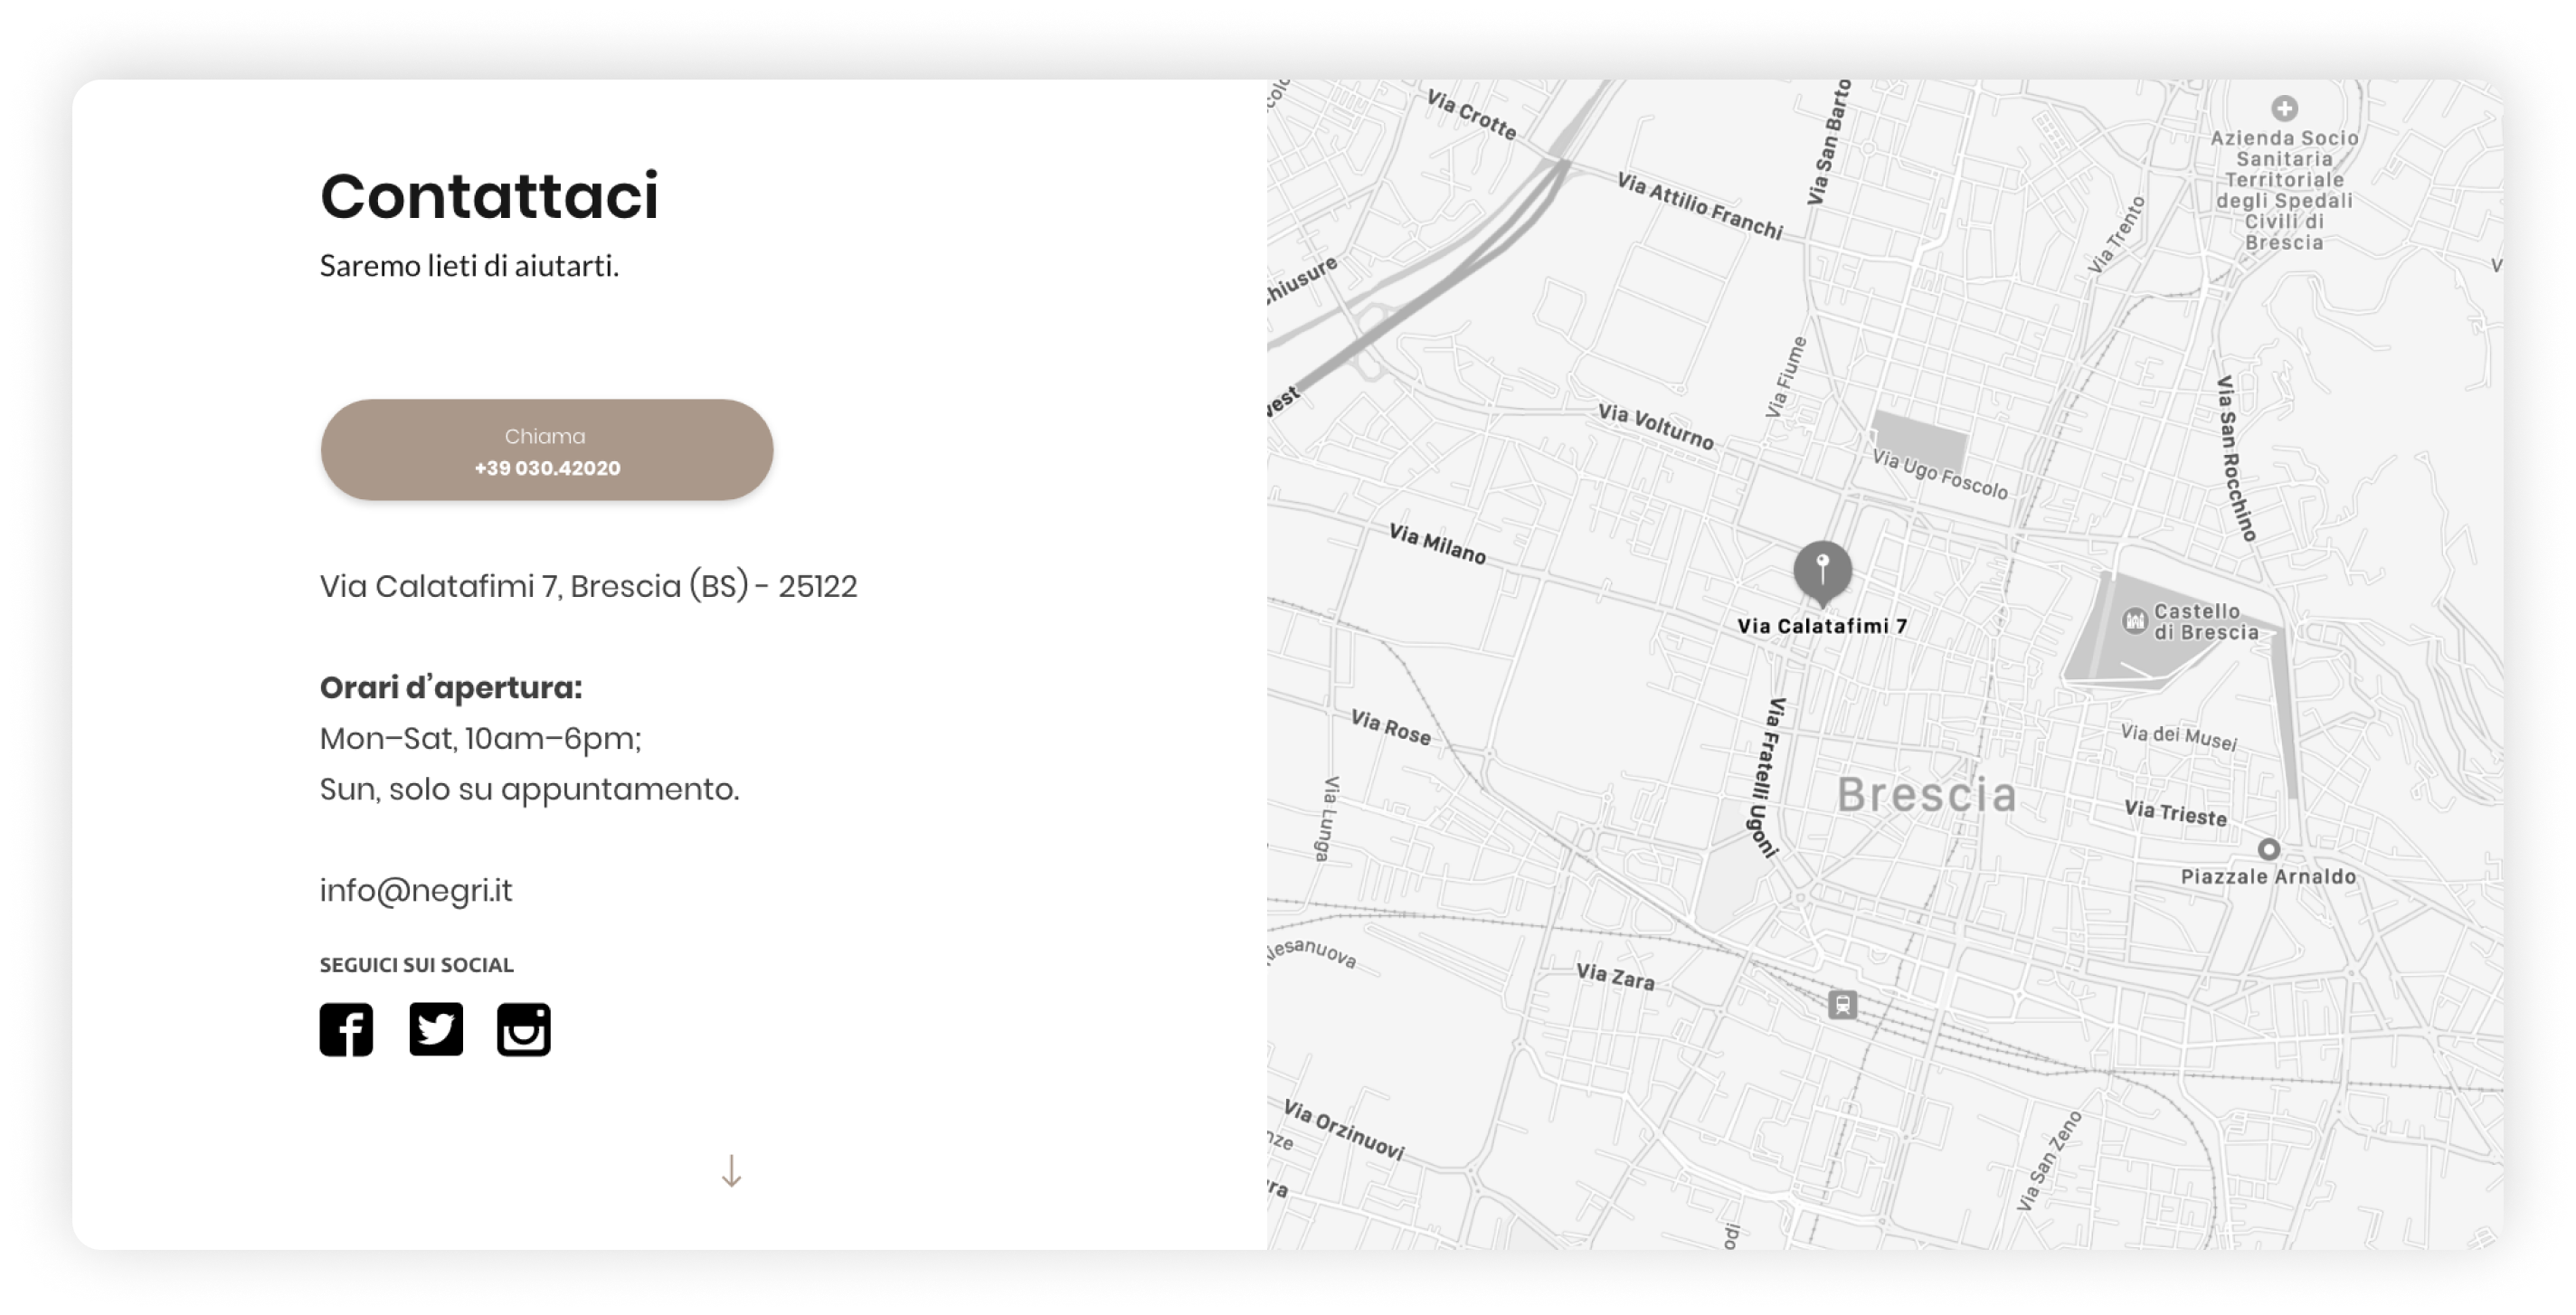 Contattaci
Saremo lieti di aiutarti.
Chiama
+39 030.42020
Via Calatafimi 7, Brescia (BS) - 25122
Orari d’apertura:
Mon–Sat, 10am–6pm;
Sun, solo su appuntamento.
info@negri.it
SEGUICI SUI SOCIAL
Via Crotte
Via San Barto
Via Attilio Franchi
Azienda Socio
Sanitaria
Territoriale
degli Spedali
Civili di
Brescia
Via Trento
hiusure
V
Via Fiume
vest
Via Volturno
Via Ugo Foscolo
Via San Rocchino
Via Milano
Via Calatafimi 7
Castello
di Brescia
Via Rose
Via Fratelli Ugoni
Via dei Musei
Via Lunga
Brescia
Via Trieste
Piazzale Arnaldo
esanuova
Via Zara
Via Orzinuovi
nze
ra
Via San Zeno
odi